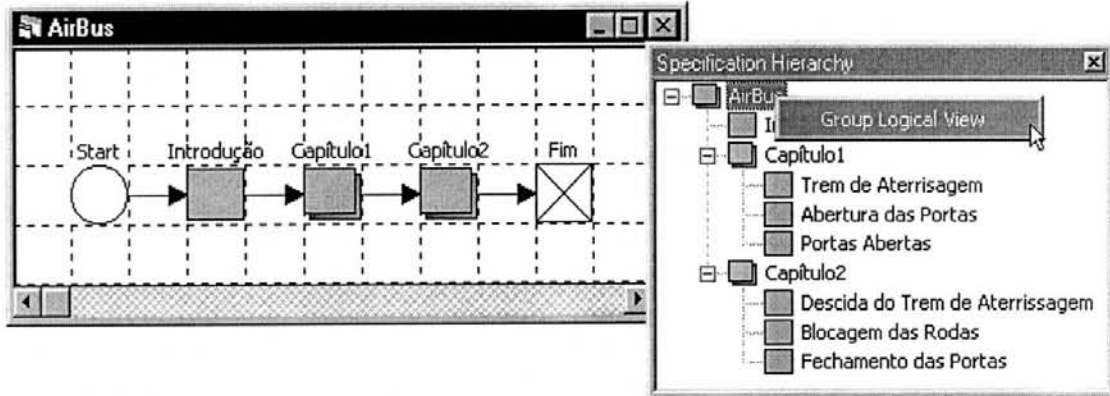 AirBus
Start
Introdução
Capítulo1
Capítulo2
Fim
Specification Hierarchy
AirBus
Group Logical View
Capítulo1
Trem de Aterrisagem
Abertura das Portas
Portas Abertas
Capítulo2
Descida do Trem de Aterrissagem
Blocagem das Rodas
Fechamento das Portas